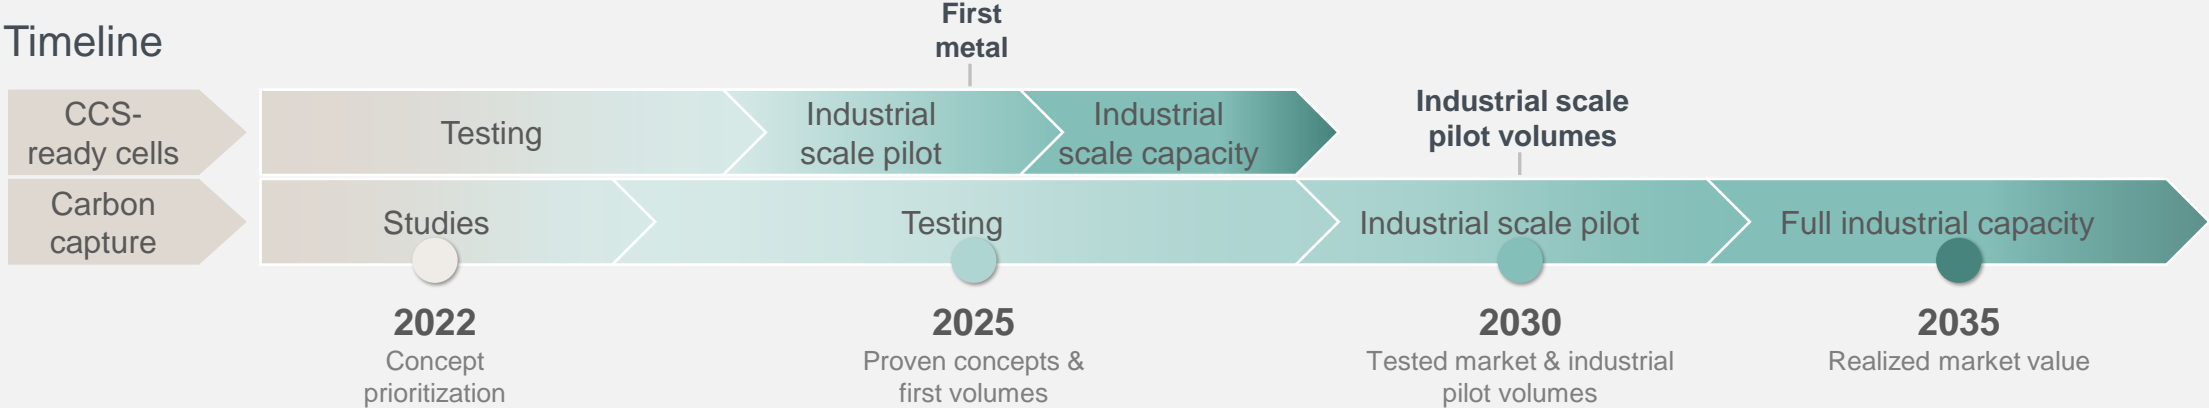 Timeline
First
metal
CCS-
ready cells
Testing
Industrial
scale pilot
Industrial
scale capacity
Industrial scale
pilot volumes
Carbon
capture
Studies
Testing
Industrial scale pilot
Full industrial capacity
2022
Concept
prioritization
2025
Proven concepts &
first volumes
2030
Tested market & industrial
pilot volumes
2035
Realized market value